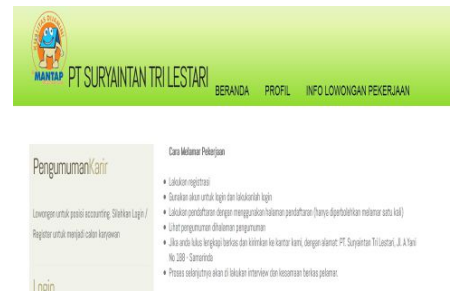 MANTAP
PT SURYAINTAN TRI LESTARI
BERANDA PROFIL INFO LOWONGAN PEKERJAAN
PengumumanKarir
Lowongan untuk posisi accounting. Silahkan Login /
Register untuk menjadi calon karyawan
Login
Cara Melamar Pekerjaan
Lakukan registrasi
Gunakan akun untuk login dan lakukanlah login
Lakukan pendaftaran dengan menggunakan halaman pendaftaran (hanya diperbolehkan melamar satu kali)
Lihat pengumuman dihalaman pengumuman
Jika anda lulus lengkapi berkas dan kirimkan ke kantor kami, dengan alamat: PT. Suryaintan Tri Lestari, Jl. A.Yani
No 188 - Samarinda
Proses selanjutnya akan di lakukan interview dan kesamaan berkas pelamar.